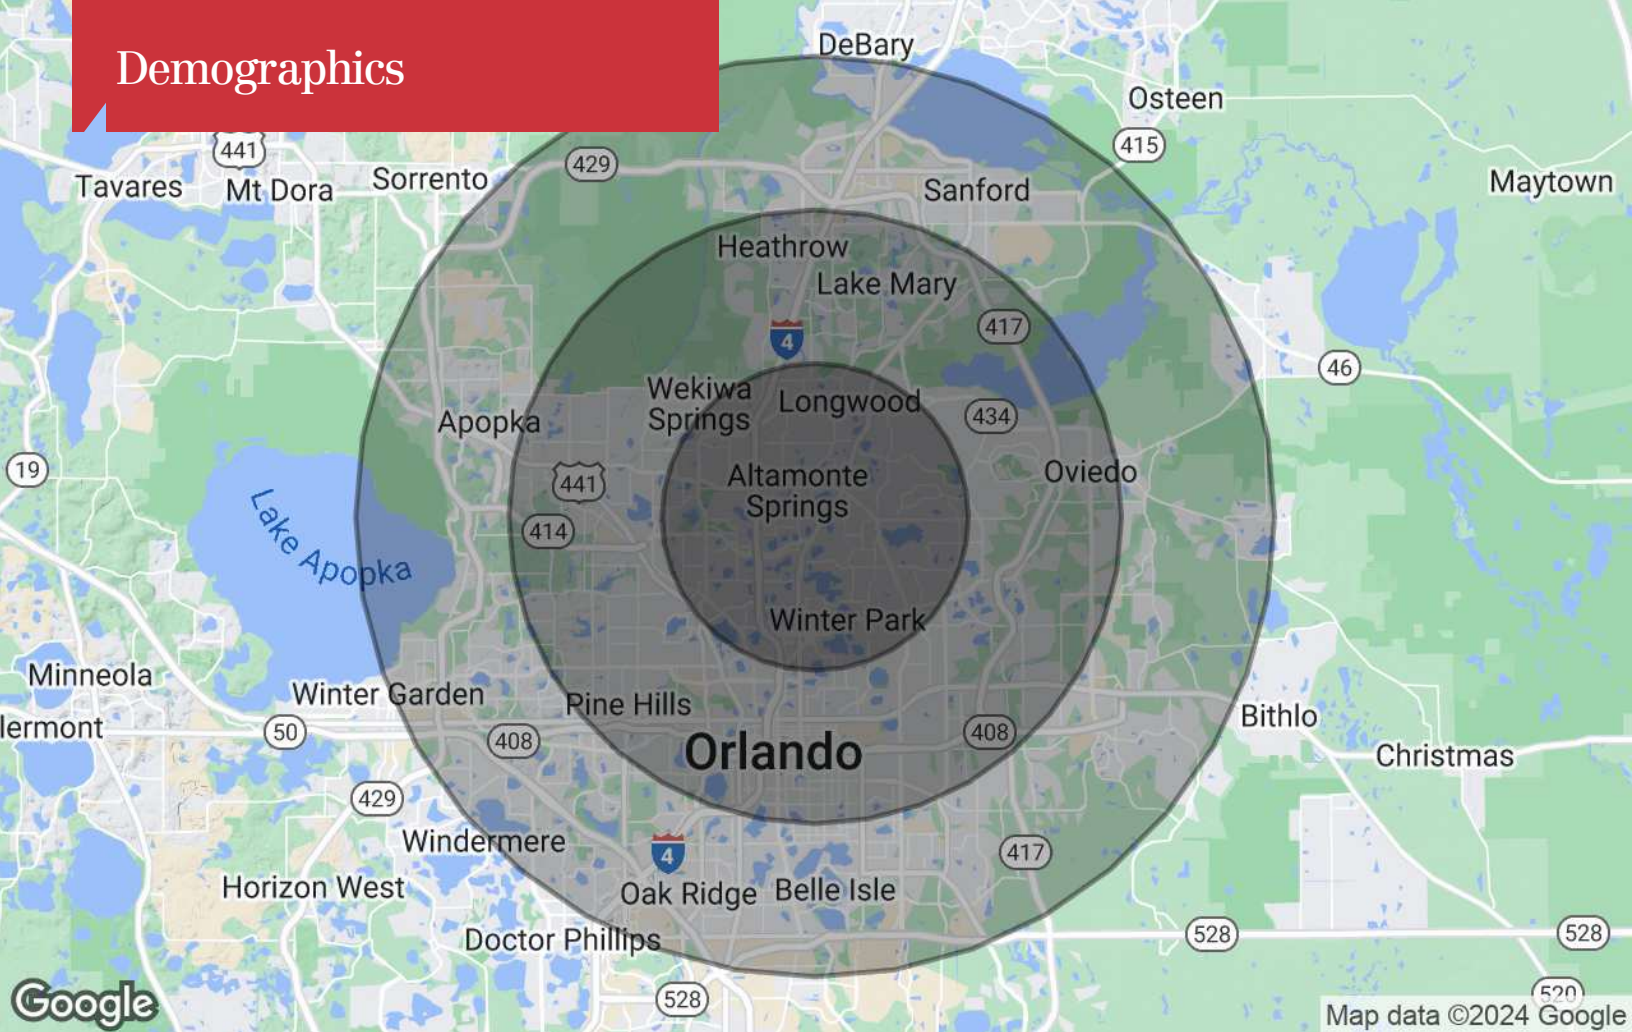 Demographics
DeBary
Osteen
415
441
429
Tavares
Mt Dora
Sorrento
Sanford
Maytown
Heathrow
Lake Mary
417
4
46
Wekiwa
Springs
Longwood
434
Apopka
19
441
Altamonte
Springs
Oviedo
414
Lake Apopka
Winter Park
Minneola
Winter Garden
Pine Hills
lermont
50
408
Orlando
408
Bithlo
Christmas
429
Windermere
4
417
Horizon West
Oak Ridge
Belle Isle
Doctor Phillips
528
528
528
520
Google
Map data ©2024 Google